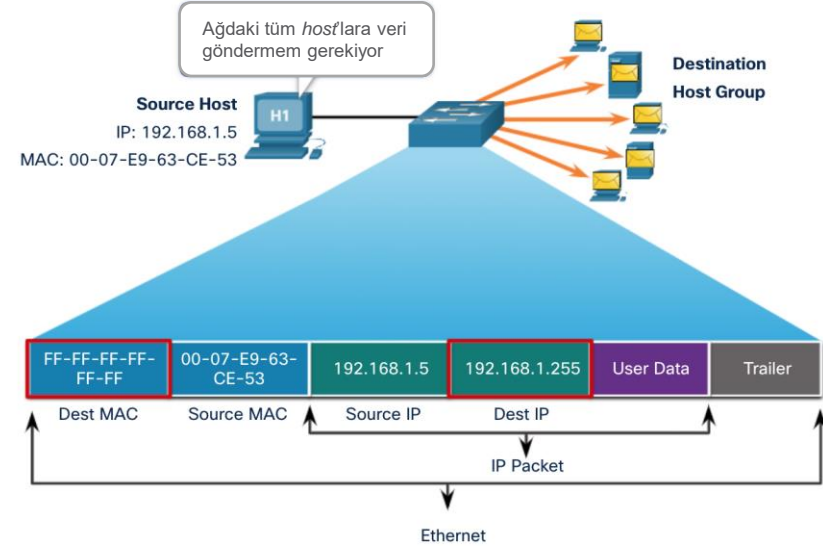 Ağdaki tüm host'lara veri
göndermem gerekiyor
Destination
Host Group
Source Host
IP: 192.168.1.5
MAC: 00-07-E9-63-CE-53
H1
FF-FF-FF-FF-
FF-FF
00-07-E9-63-
CE-53
192.168.1.5
192.168.1.255
User Data
Trailer
Dest MAC
Source MAC
Source IP
Dest IP
IP Packet
Ethernet